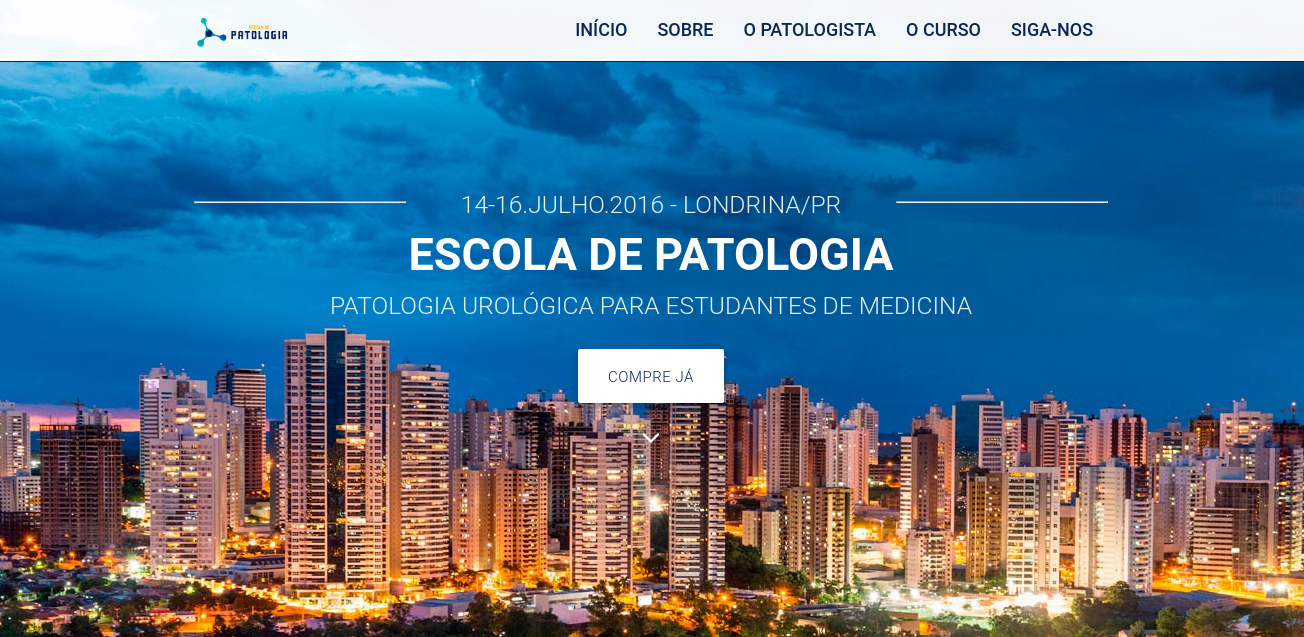 PATOLOGIA
INÍCIO SOBRE O PATOLOGISTA O CURSO SIGA-NOS
14-16.JULHO.2016 - LONDRINA/PR
ESCOLA DE PATOLOGIA
PATOLOGIA UROLÓGICA PARA ESTUDANTES DE MEDICINA
COMPRE JÁ